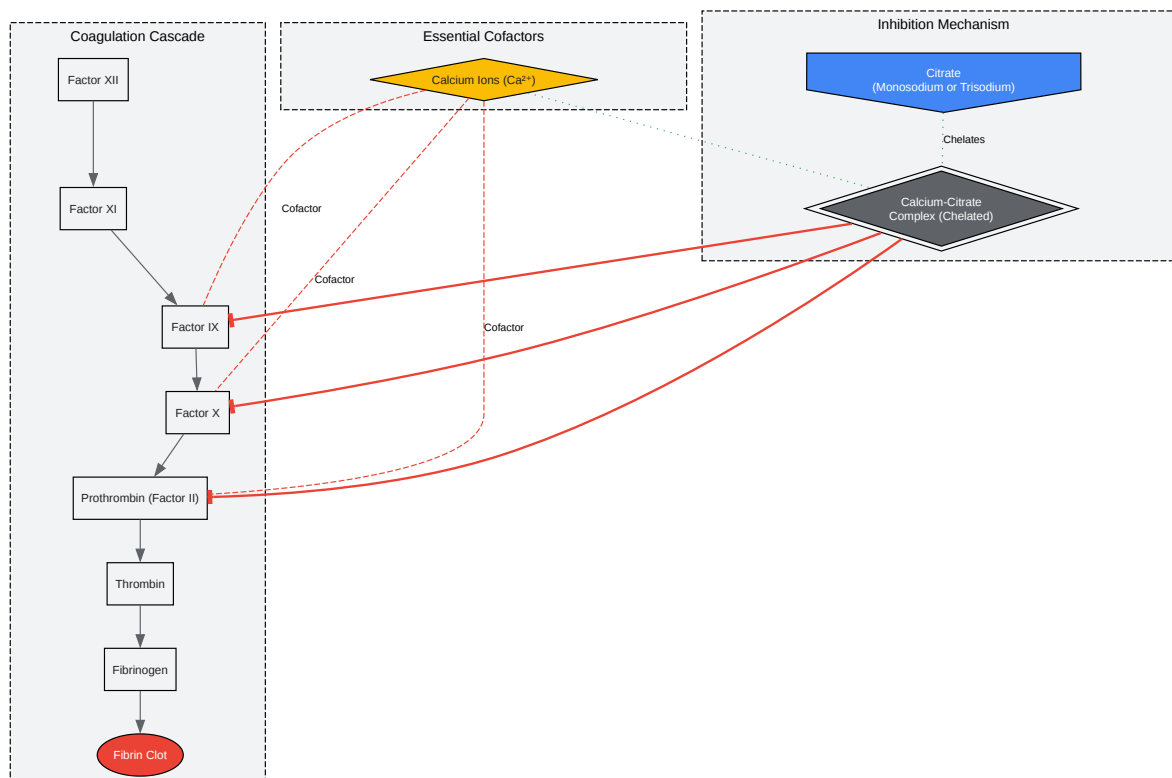 Coagulation Cascade
Factor XII
Factor XI
Factor IX
Factor X
Prothrombin (Factor II)
Thrombin
Fibrinogen
Fibrin Clot
Essential Cofactors
Calcium Ions (Ca²⁺)
Cofactor
Cofactor
Cofactor
Inhibition Mechanism
Citrate
(Monosodium or Trisodium)
Chelates
Calcium-Citrate
Complex (Chelated)